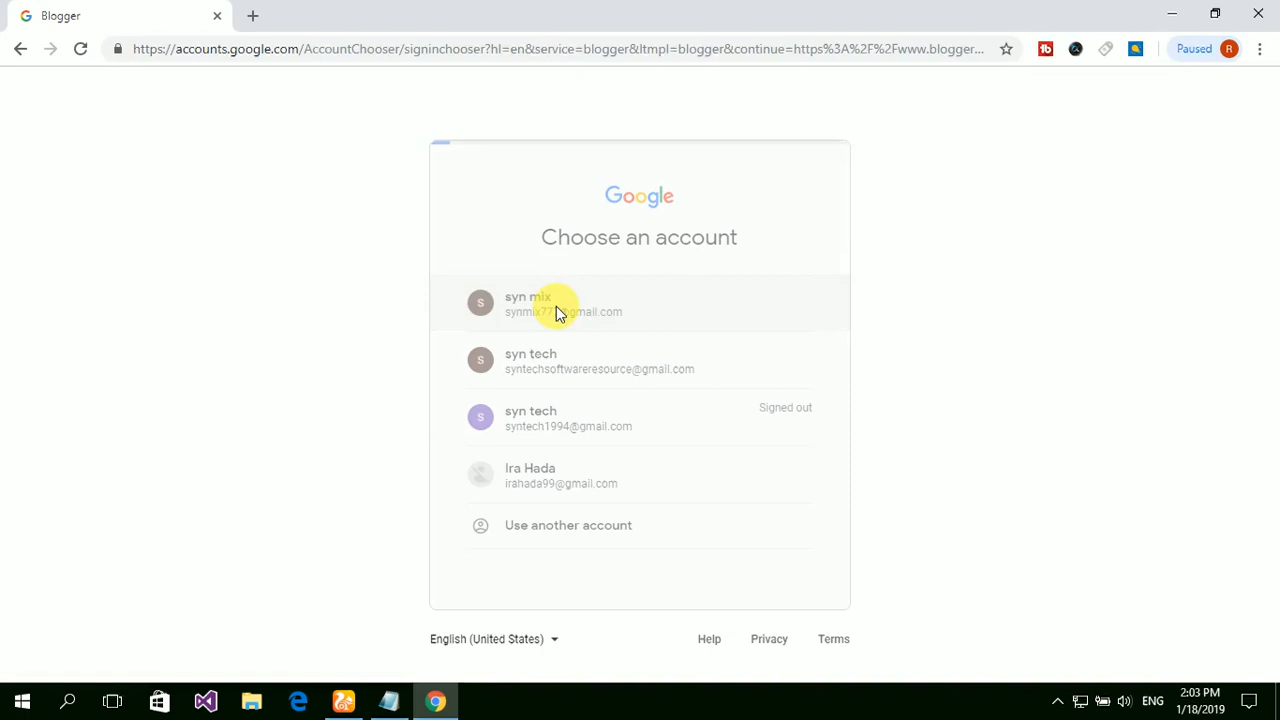 Blogger
https://accounts.google.com/AccountChooser/signinchooser?hl=en&service=blogger&ltmpl=blogger&continue=https%3A%2F%2Fwww.blogger...
Paused
R
Google
Choose an account
S
syn mix
gmail.com
S
syn tech
syntechsoftwareresource@gmail.com
S
syn tech
Signed out
syntech1994@gmail.com
Ira Hada
irahada99@gmail.com
Use another account
English (United States)
Help
Privacy
Terms
ENG
2:03 PM
1/18/2019